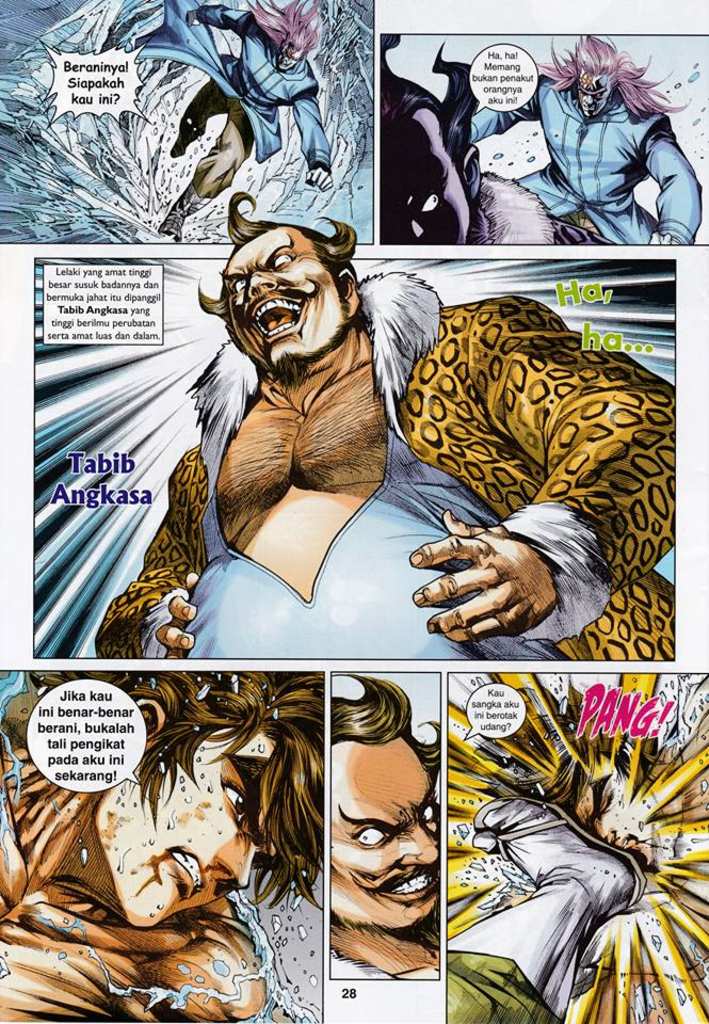 Beraninya!
Siapakah
kau ini?
Ha, ha!
Memang
bukan penakut
orangnya
aku ini!
Lelaki yang amat tinggi
besar susuk badannya dan
bermuka jahat itu dipanggil
Tabib Angkasa yang
tinggi berilmu perubatan
serta amat luas dan dalam.
Ha,
ha...
Tabib
Angkasa
Jika kau
ini benar-benar
berani, bukalah
tali pengikat
pada aku ini
sekarang!
Kau
sangka aku
ini berotak
udang?
PANG!
28